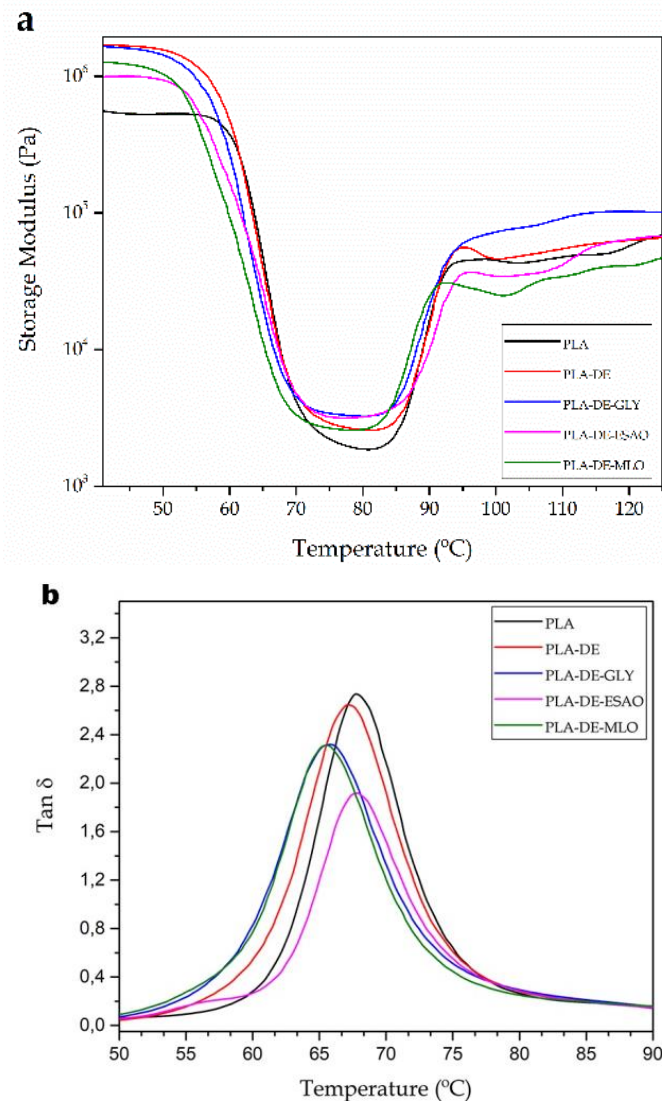 a
Storage Modulus (Pa)
10⁶
10⁵
10⁴
10³
50 60 70 80 90 100 110 120
Temperature (ºC)
PLA
PLA-DE
PLA-DE-GLY
PLA-DE-ESAO
PLA-DE-MLO
b
Tan δ
3,2
2,8
2,4
2,0
1,6
1,2
0,8
0,4
0,0
50 55 60 65 70 75 80 85 90
Temperature (ºC)
PLA
PLA-DE
PLA-DE-GLY
PLA-DE-ESAO
PLA-DE-MLO